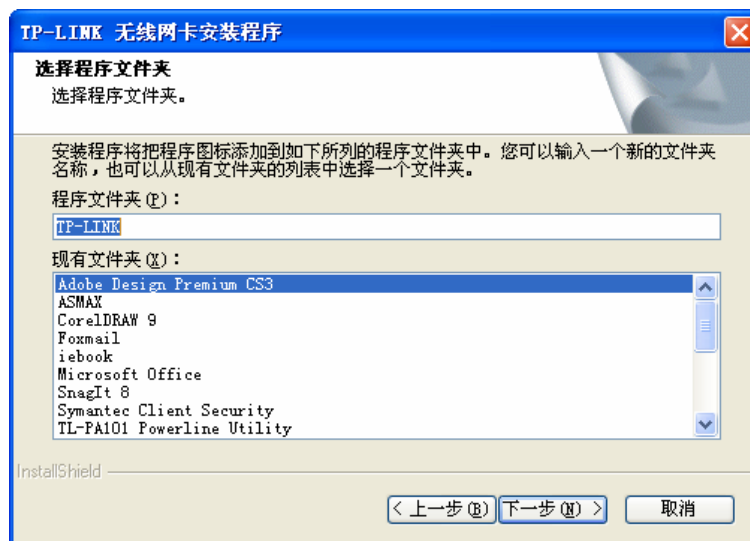 TP-LINK 无线网卡安装程序
选择程序文件夹
选择程序文件夹。
安装程序将把程序图标添加到如下所列的程序文件夹中。您可以输入一个新的文件夹
名称，也可以从现有文件夹的列表中选择一个文件夹。
程序文件夹(P)：
TP-LINK
现有文件夹(X)：
Adobe Design Premium CS3
ASMAX
CorelDRAW 9
Foxmail
iebook
Microsoft Office
SnagIt 8
Symantec Client Security
TL-PA101 Powerline Utility
InstallShield
< 上一步(B) 下一步(N) > 取消